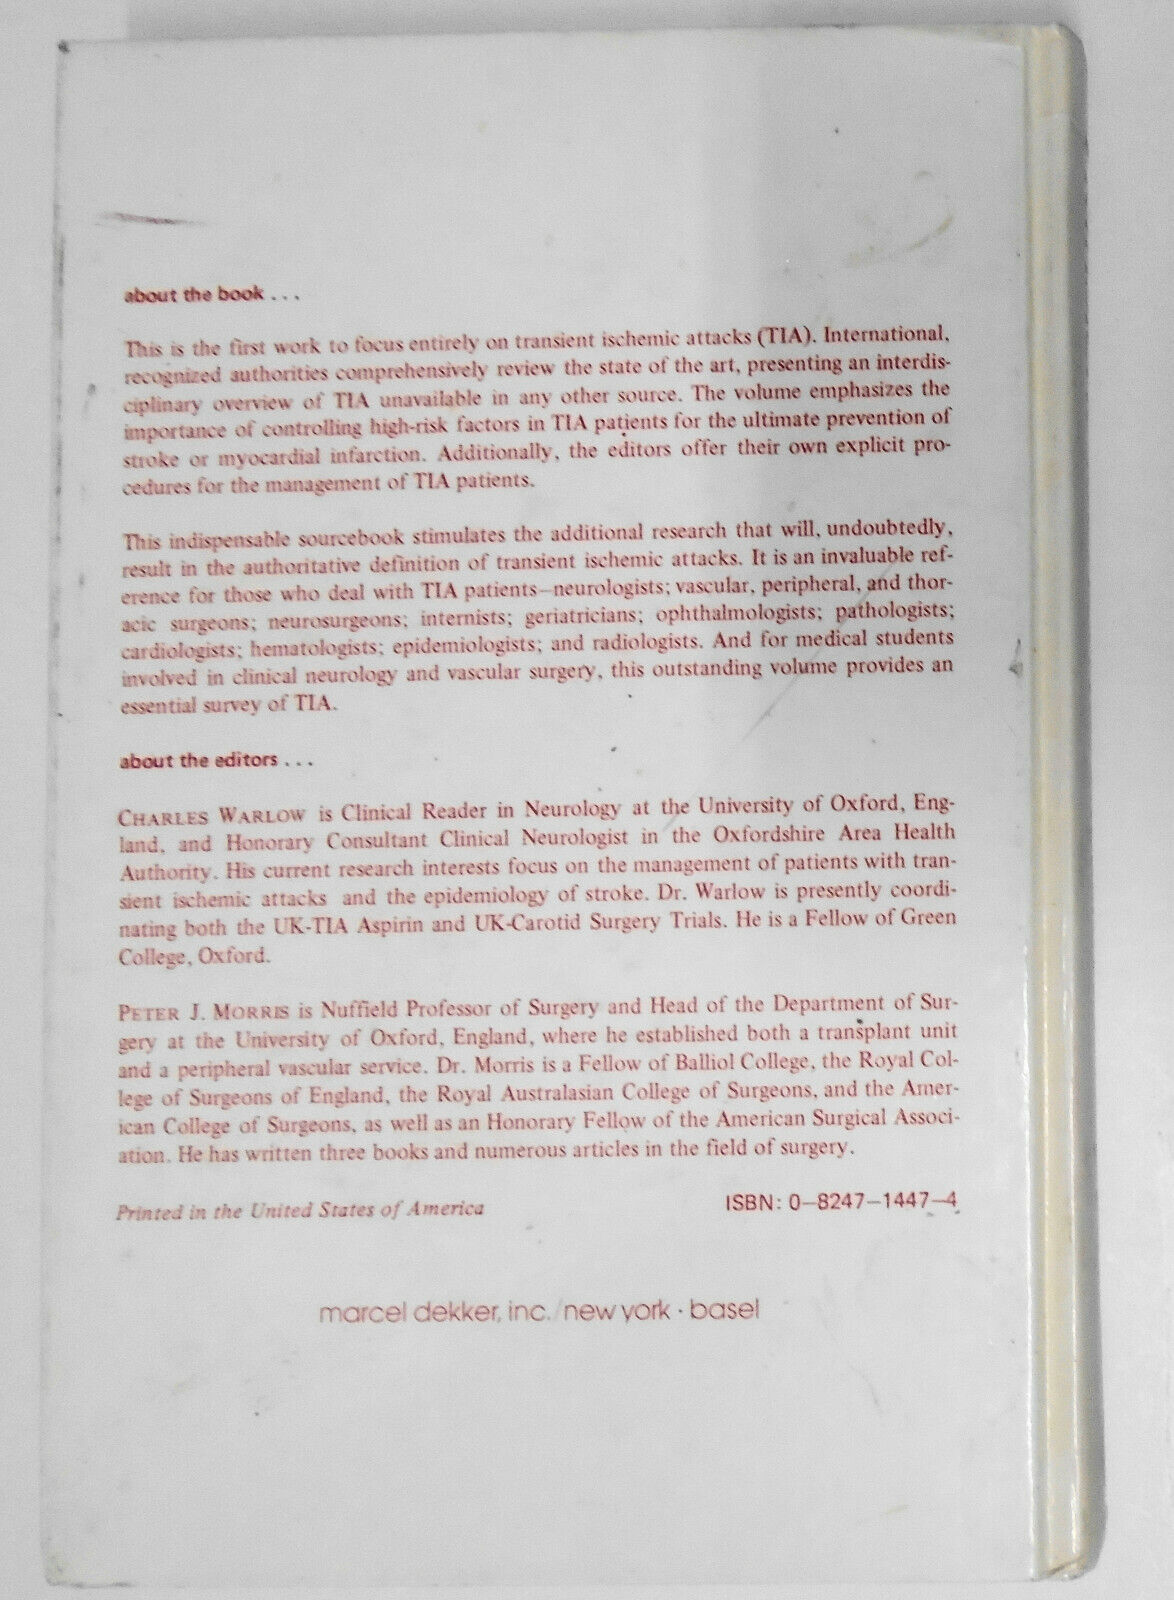 about the book . . .
This is the first work to focus entirely on transient ischemic attacks (TIA). International,
recognized authorities comprehensively review the state of the art, presenting an interdis-
ciplinary overview of TIA unavailable in any other source. The volume emphasizes the
importance of controlling high-risk factors in TIA patients for the ultimate prevention of
stroke or myocardial infarction. Additionally, the editors offer their own explicit pro-
cedures for the management of TIA patients.
This indispensable sourcebook stimulates the additional research that will, undoubtedly,
result in the authoritative definition of transient ischemic attacks. It is an invaluable ref-
erence for those who deal with TIA patients—neurologists; vascular, peripheral, and thor-
acic surgeons; neurosurgeons; internists; geriatricians; ophthalmologists; pathologists;
cardiologists; hematologists; epidemiologists; and radiologists. And for medical students
involved in clinical neurology and vascular surgery, this outstanding volume provides an
essential survey of TIA.
about the editors . . .
CHARLES WARLOW is Clinical Reader in Neurology at the University of Oxford, Eng-
land, and Honorary Consultant Clinical Neurologist in the Oxfordshire Area Health
Authority. His current research interests focus on the management of patients with tran-
sient ischemic attacks and the epidemiology of stroke. Dr. Warlow is presently coordi-
nating both the UK-TIA Aspirin and UK-Carotid Surgery Trials. He is a Fellow of Green
College, Oxford.
PETER J. MORRIS is Nuffield Professor of Surgery and Head of the Department of Sur-
gery at the University of Oxford, England, where he established both a transplant unit
and a peripheral vascular service. Dr. Morris is a Fellow of Balliol College, the Royal Col-
lege of Surgeons of England, the Royal Australasian College of Surgeons, and the Amer-
ican College of Surgeons, as well as an Honorary Fellow of the American Surgical Associ-
ation. He has written three books and numerous articles in the field of surgery.
Printed in the United States of America ISBN: 0—8247—1447—4
marcel dekker, inc./new york · basel